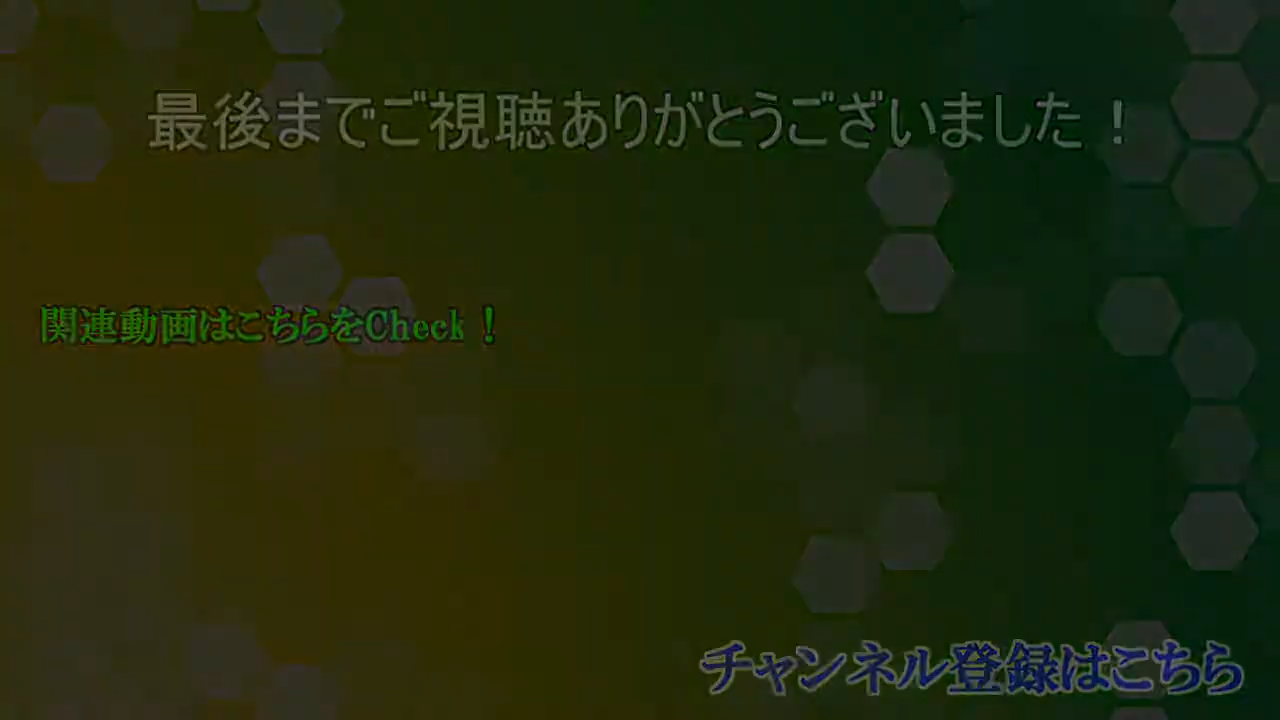 最後までご視聴ありがとうございました！
関連動画はこちらをCheck！
チャンネル登録はこちら